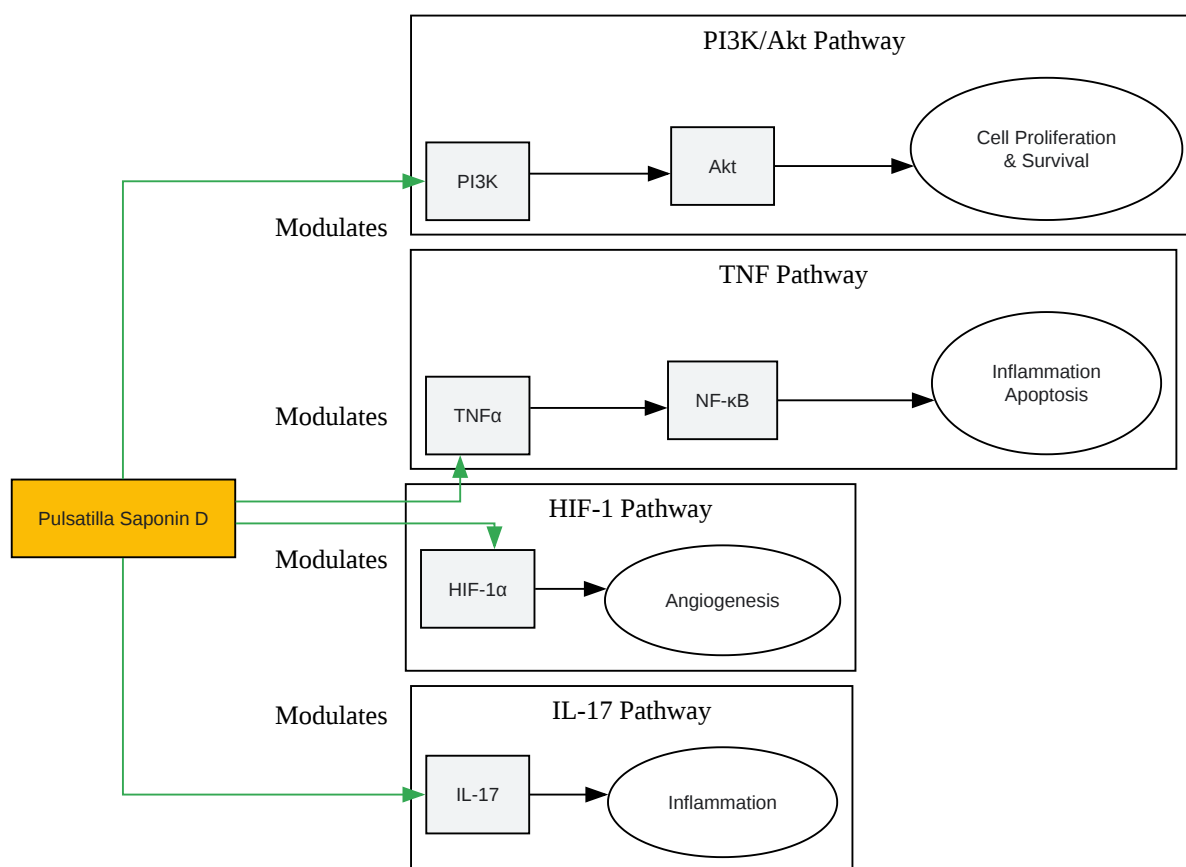 PI3K/Akt Pathway
Cell Proliferation
& Survival
Akt
PI3K
Modulates
TNF Pathway
Inflammation
Apoptosis
NF-κB
TNFα
Modulates
Pulsatilla Saponin D
HIF-1 Pathway
Modulates
HIF-1α
Angiogenesis
IL-17 Pathway
Modulates
IL-17
Inflammation